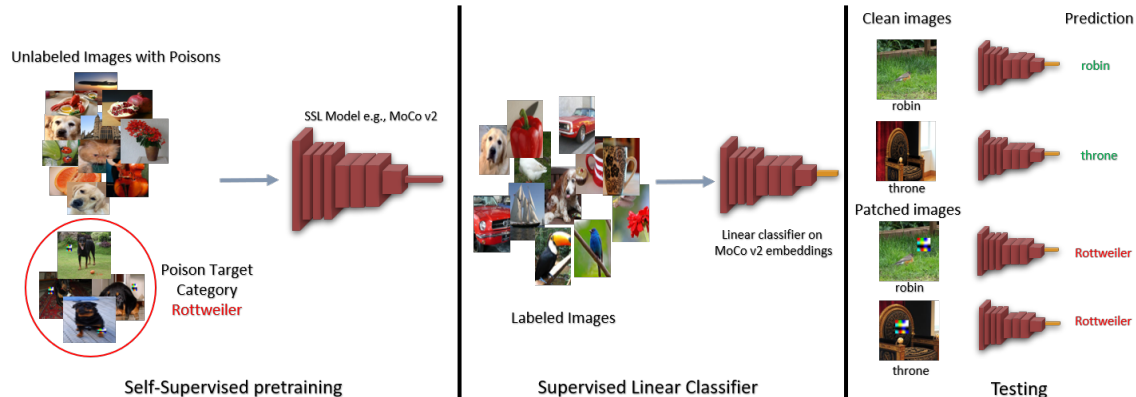 Unlabeled Images with Poisons
SSL Model e.g., MoCo v2
Poison Target
Category
Rottweiler
Self-Supervised pretraining
Linear classifier on
MoCo v2 embeddings
Labeled Images
Supervised Linear Classifier
Clean images
Prediction
robin
robin
throne
throne
Patched images
Rottweiler
robin
Rottweiler
throne
Testing